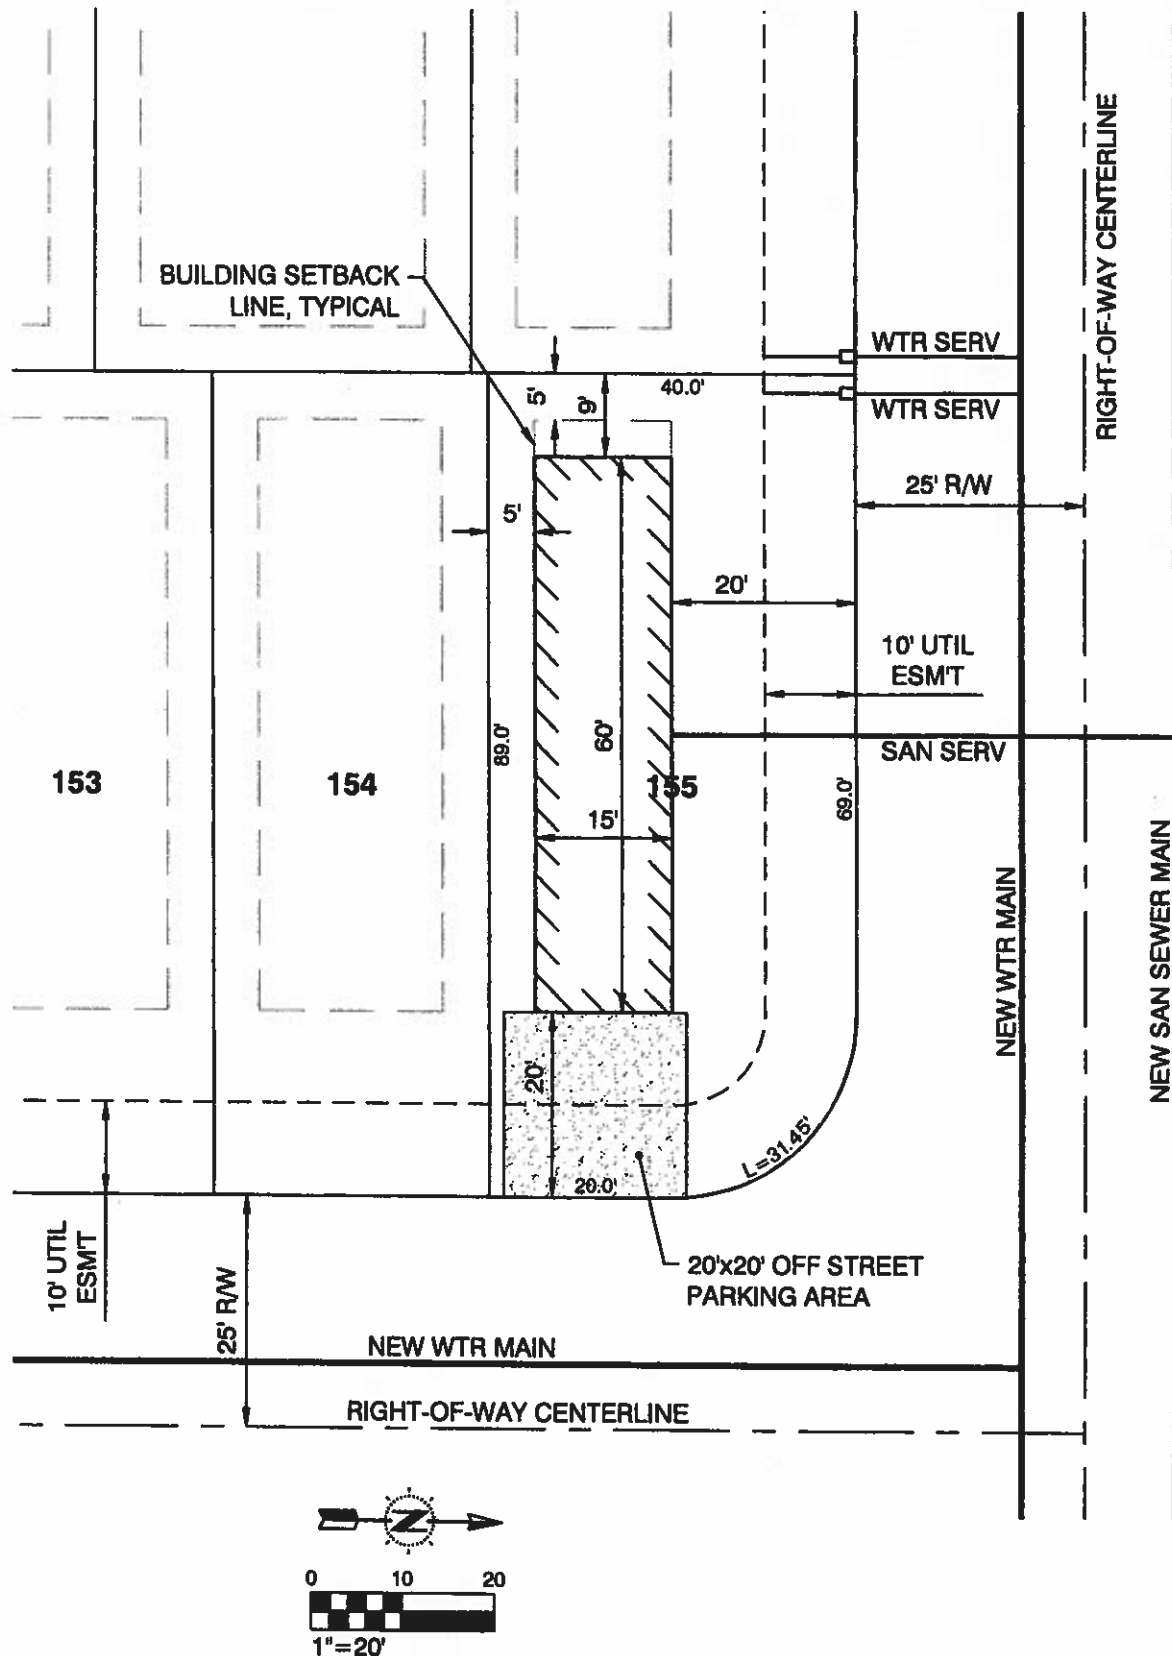 RIGHT-OF-WAY CENTERLINE
BUILDING SETBACK
LINE, TYPICAL
WTR SERV
5'
9'
40.0'
WTR SERV
25' R/W
5'
20'
10' UTIL
ESM'T
89.0'
60'
SAN SERV
153
154
155
69.0'
15'
NEW WTR MAIN
NEW SAN SEWER MAIN
20'
L=31.45'
20.0'
10' UTIL
ESM'T
25' R/W
20'x20' OFF STREET
PARKING AREA
NEW WTR MAIN
RIGHT-OF-WAY CENTERLINE
N
0 10 20
1"=20'